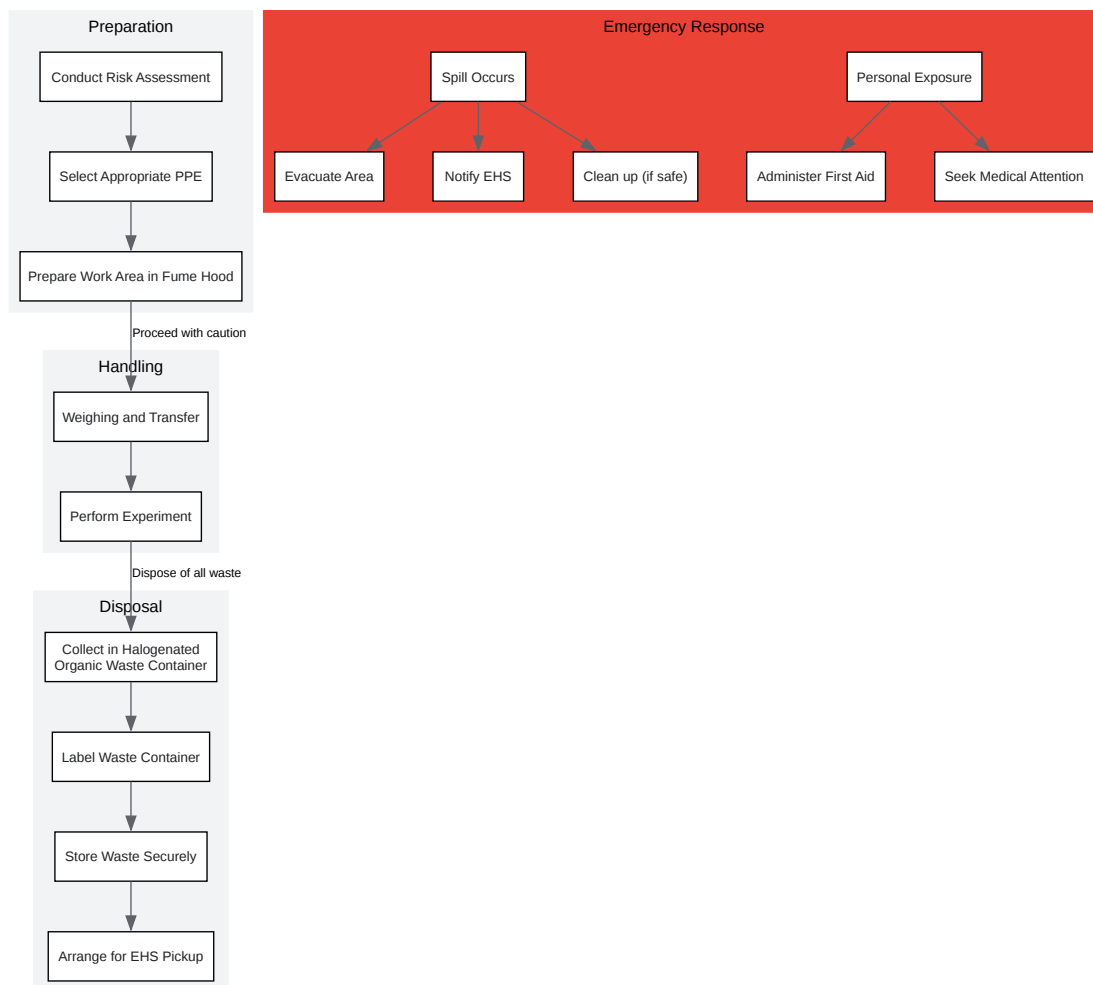 Preparation
Conduct Risk Assessment
Select Appropriate PPE
Prepare Work Area in Fume Hood
Proceed with caution
Handling
Weighing and Transfer
Perform Experiment
Dispose of all waste
Disposal
Collect in Halogenated
Organic Waste Container
Label Waste Container
Store Waste Securely
Arrange for EHS Pickup
Emergency Response
Spill Occurs
Evacuate Area
Notify EHS
Clean up (if safe)
Personal Exposure
Administer First Aid
Seek Medical Attention